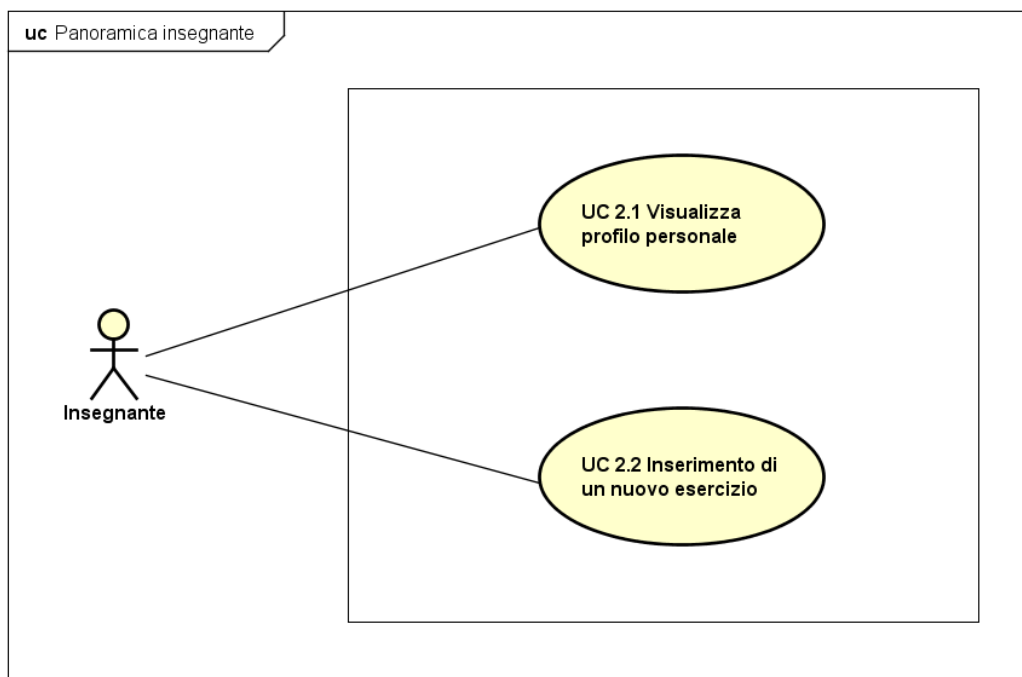 uc Panoramica insegnante
UC 2.1 Visualizza
profilo personale
Insegnante
UC 2.2 Inserimento di
un nuovo esercizio